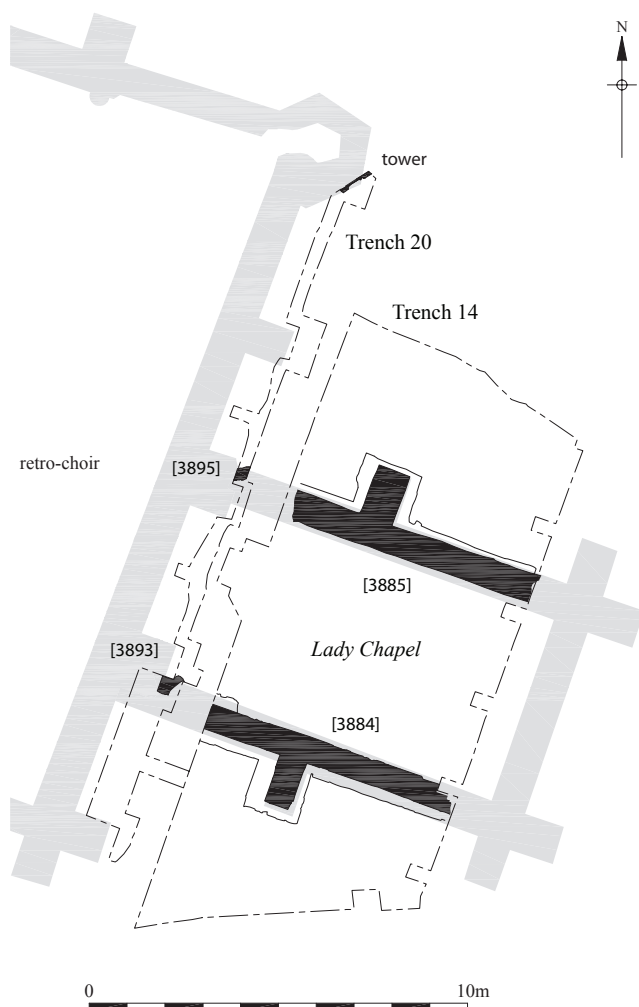 N
tower
Trench 20
Trench 14
retro-choir
[3895]
[3885]
[3893]
Lady Chapel
[3884]
0 10m